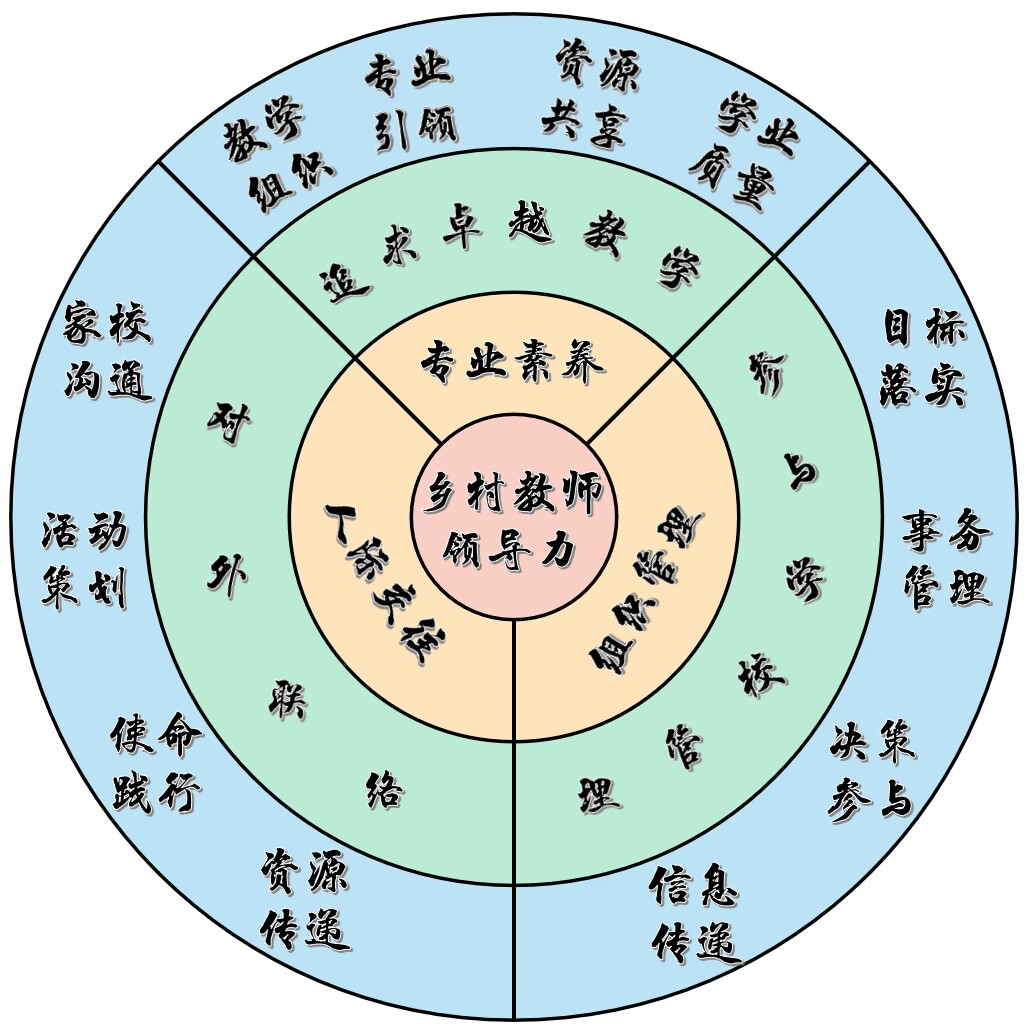 教学
组织
专业
引领
资源
共享
学业
质量
追求卓越教学
专业素养
乡村教师
领导力
人际交往
组织管理
对外联络
参与学校管理
家校
沟通
活动
策划
使命
践行
资源
传递
目标
落实
事务
管理
决策
参与
信息
传递